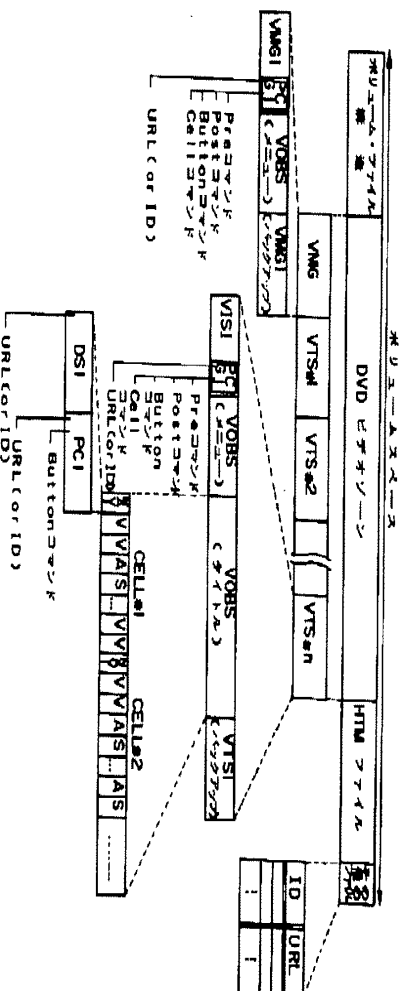 ボリュームスペース
ボリューム・ファイル
構造
DVD ビデオゾーン
HTM ファイル
VMG
VTS#1
VTS#2
VTS#n
VMGI
PC
GI
VOBS
(メニュー)
VMGI
(バックアップ)
Preコマンド
Postコマンド
Buttonコマンド
Cellコマンド
URL(or ID)
ID
URL
VTSI
PC
GI
VOBS
(メニュー)
VOBS
(タイトル)
VTSI
(バックアップ)
Preコマンド
Postコマンド
Button
コマンド
Cell
コマンド
URL(or ID)
CELL#1
CELL#2
V V A S ... V V
V V A S ... A S ........
DSI
PCI
Buttonコマンド
URL(or ID)
URL(or ID)